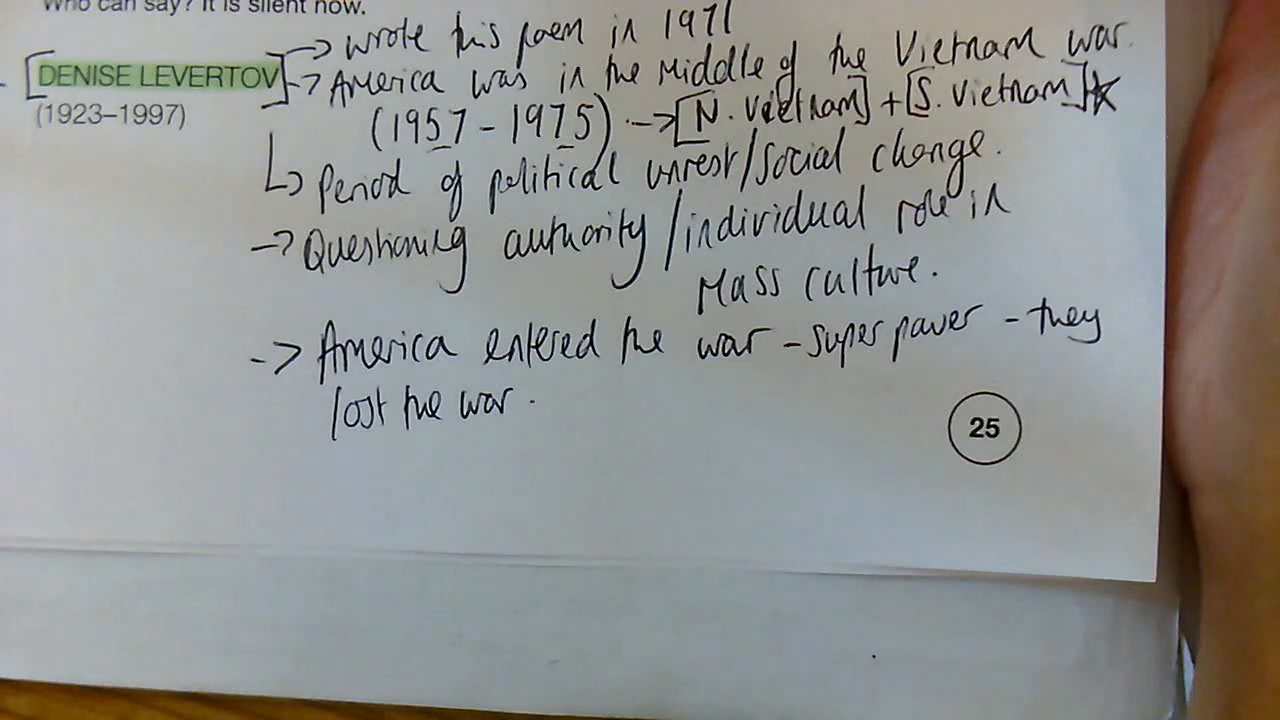 Who can say? It is silent now.
→ wrote this poem in 1971
[DENISE LEVERTOV] → America was in the Middle of the Vietnam war.
(1923–1997)
(1957 - 1975) → [N. Vietnam] + [S. Vietnam]★
↳ Period of political unrest/social change.
→ Questioning authority/individual role in
Mass culture.
→ America entered the war - super power - they
lost the war.
25